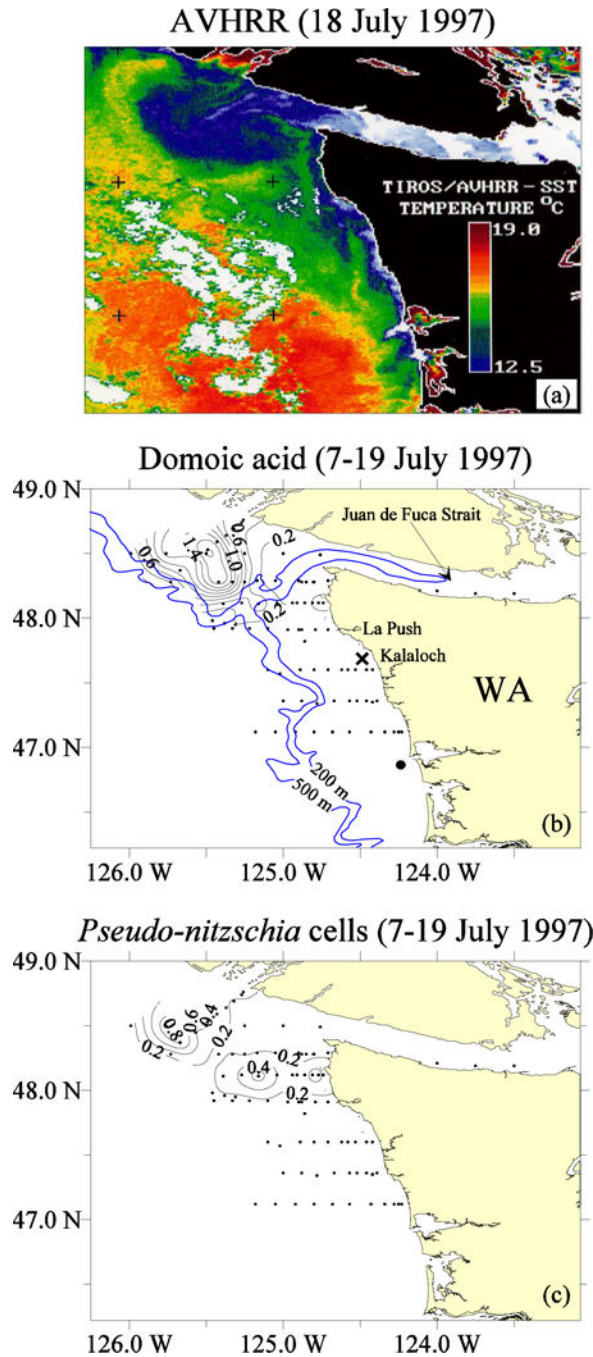 AVHRR (18 July 1997)
TIROS/AVHRR-SST
TEMPERATURE °C
19.0
12.5
(a)
Domoic acid (7-19 July 1997)
49.0 N
48.0 N
47.0 N
0.6
1.4
1.0
0.6
0.2
0.2
Juan de Fuca Strait
La Push
Kalaloch
WA
200 m
500 m
(b)
126.0 W 125.0 W 124.0 W
Pseudo-nitzschia cells (7-19 July 1997)
49.0 N
48.0 N
47.0 N
0.2
0.8
0.6
0.4
0.2
0.2
0.4
0.2
(c)
126.0 W 125.0 W 124.0 W